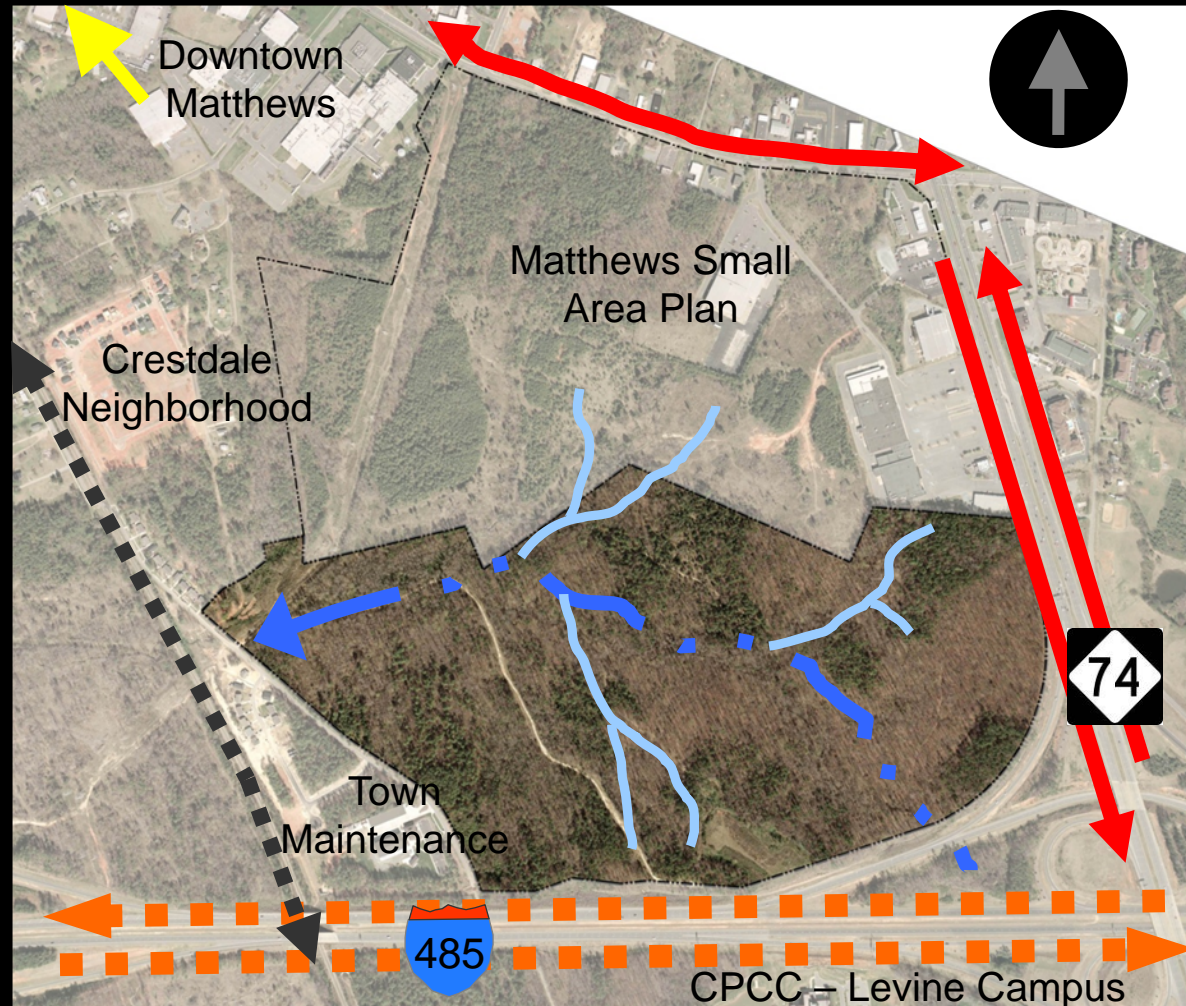 Downtown
Matthews
Matthews Small
Area Plan
Crestdale
Neighborhood
74
Town
Maintenance
485
CPCC – Levine Campus